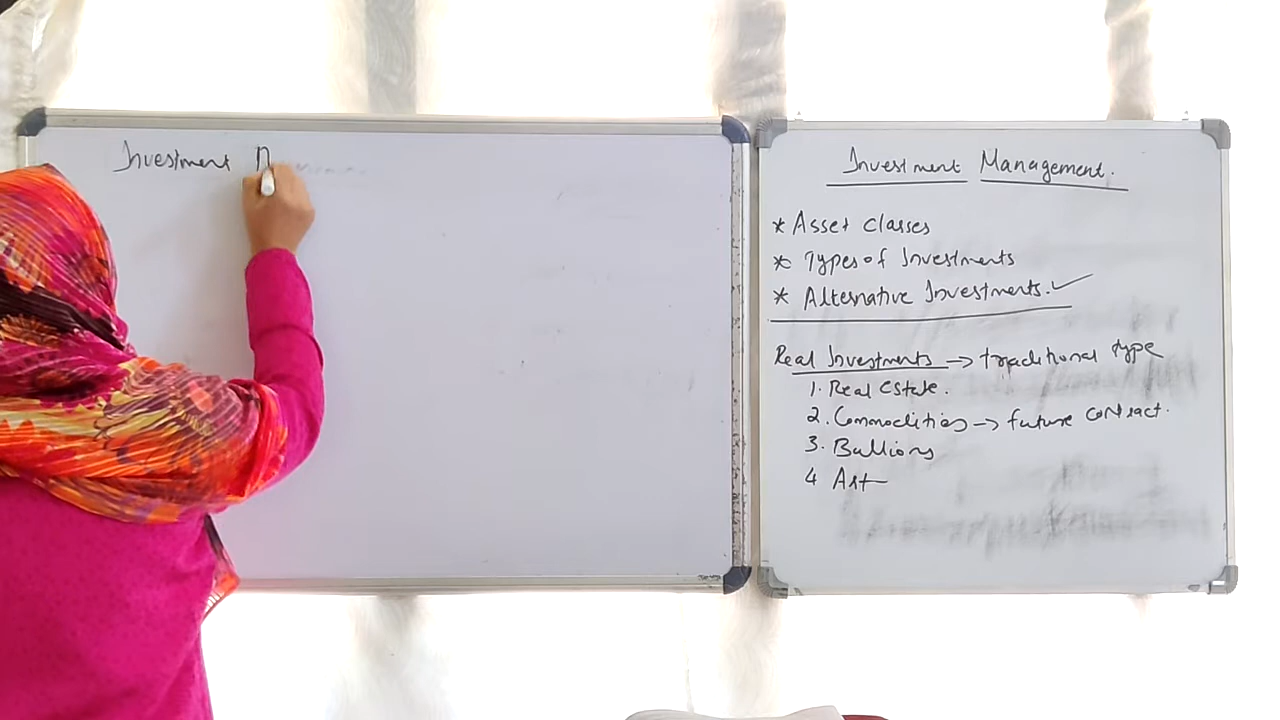 Investment
Investment Management.
* Asset classes
* Types of Investments
* Alternative Investments. ✓
Real Investments → traditional type
1. Real Estate.
2. Commodities → future contract.
3. Bullions
4 Art